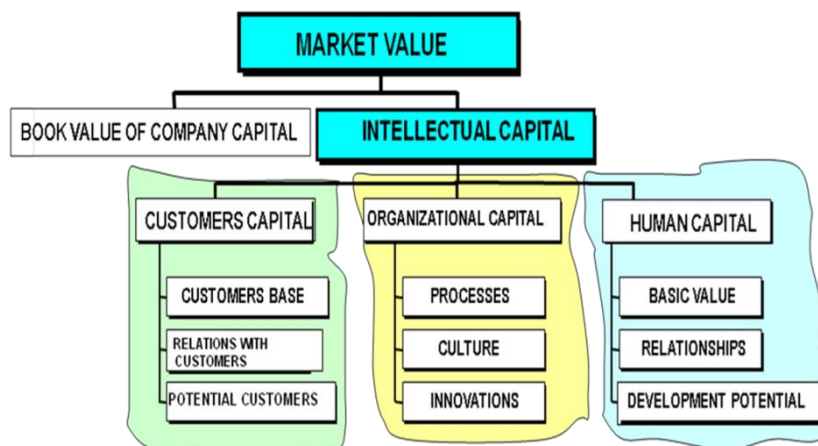 MARKET VALUE
BOOK VALUE OF COMPANY CAPITAL
INTELLECTUAL CAPITAL
CUSTOMERS CAPITAL
ORGANIZATIONAL CAPITAL
HUMAN CAPITAL
CUSTOMERS BASE
PROCESSES
BASIC VALUE
RELATIONS WITH
CUSTOMERS
CULTURE
RELATIONSHIPS
POTENTIAL CUSTOMERS
INNOVATIONS
DEVELOPMENT POTENTIAL